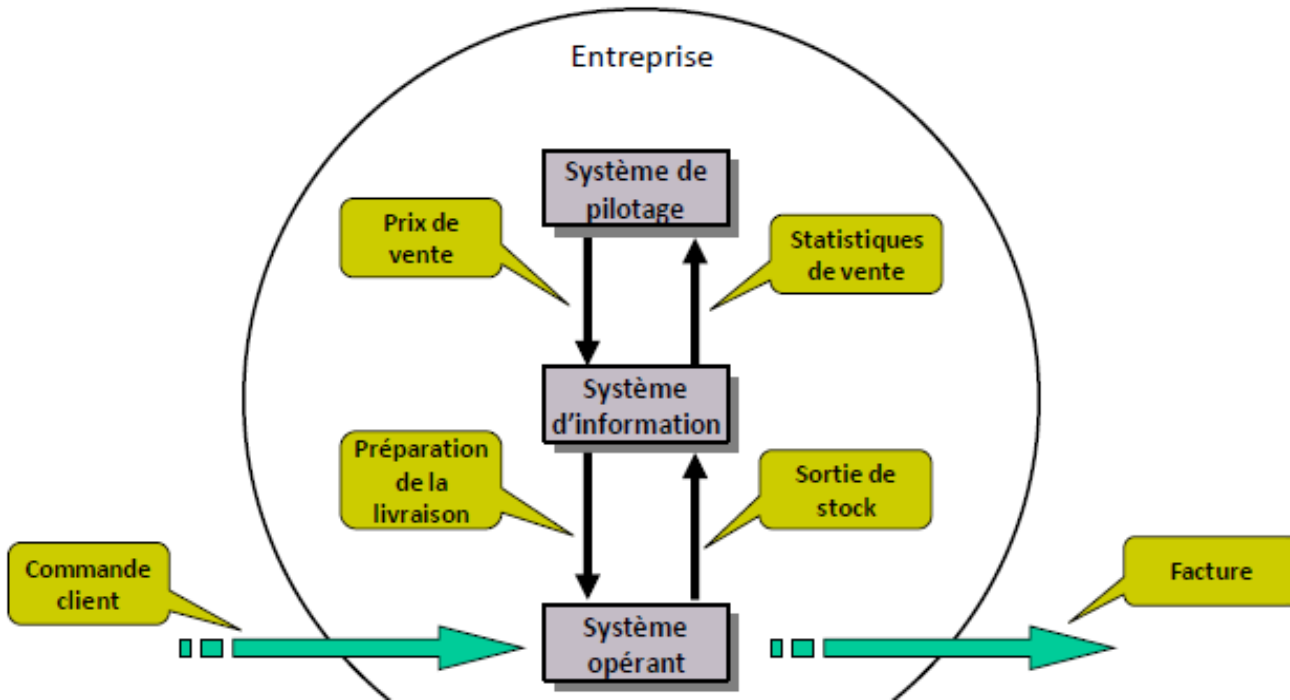 Entreprise
Système de
pilotage
Prix de
vente
Statistiques
de vente
Système
d'information
Préparation
de la
livraison
Sortie de
stock
Commande
client
Système
opérant
Facture